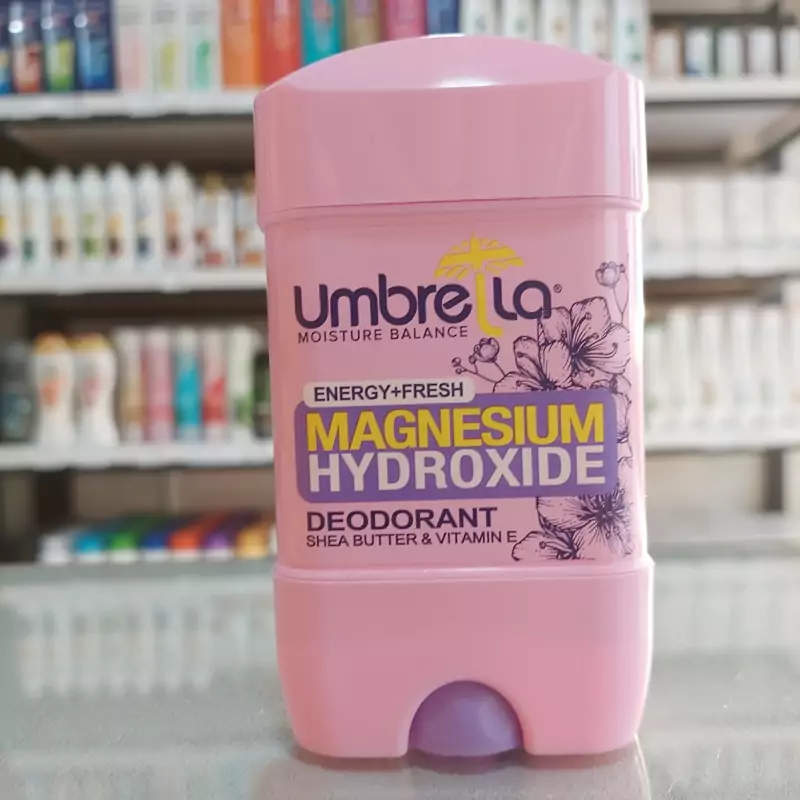 Umbrella®
MOISTURE BALANCE
ENERGY+FRESH
MAGNESIUM
HYDROXIDE
DEODORANT
SHEA BUTTER & VITAMIN E